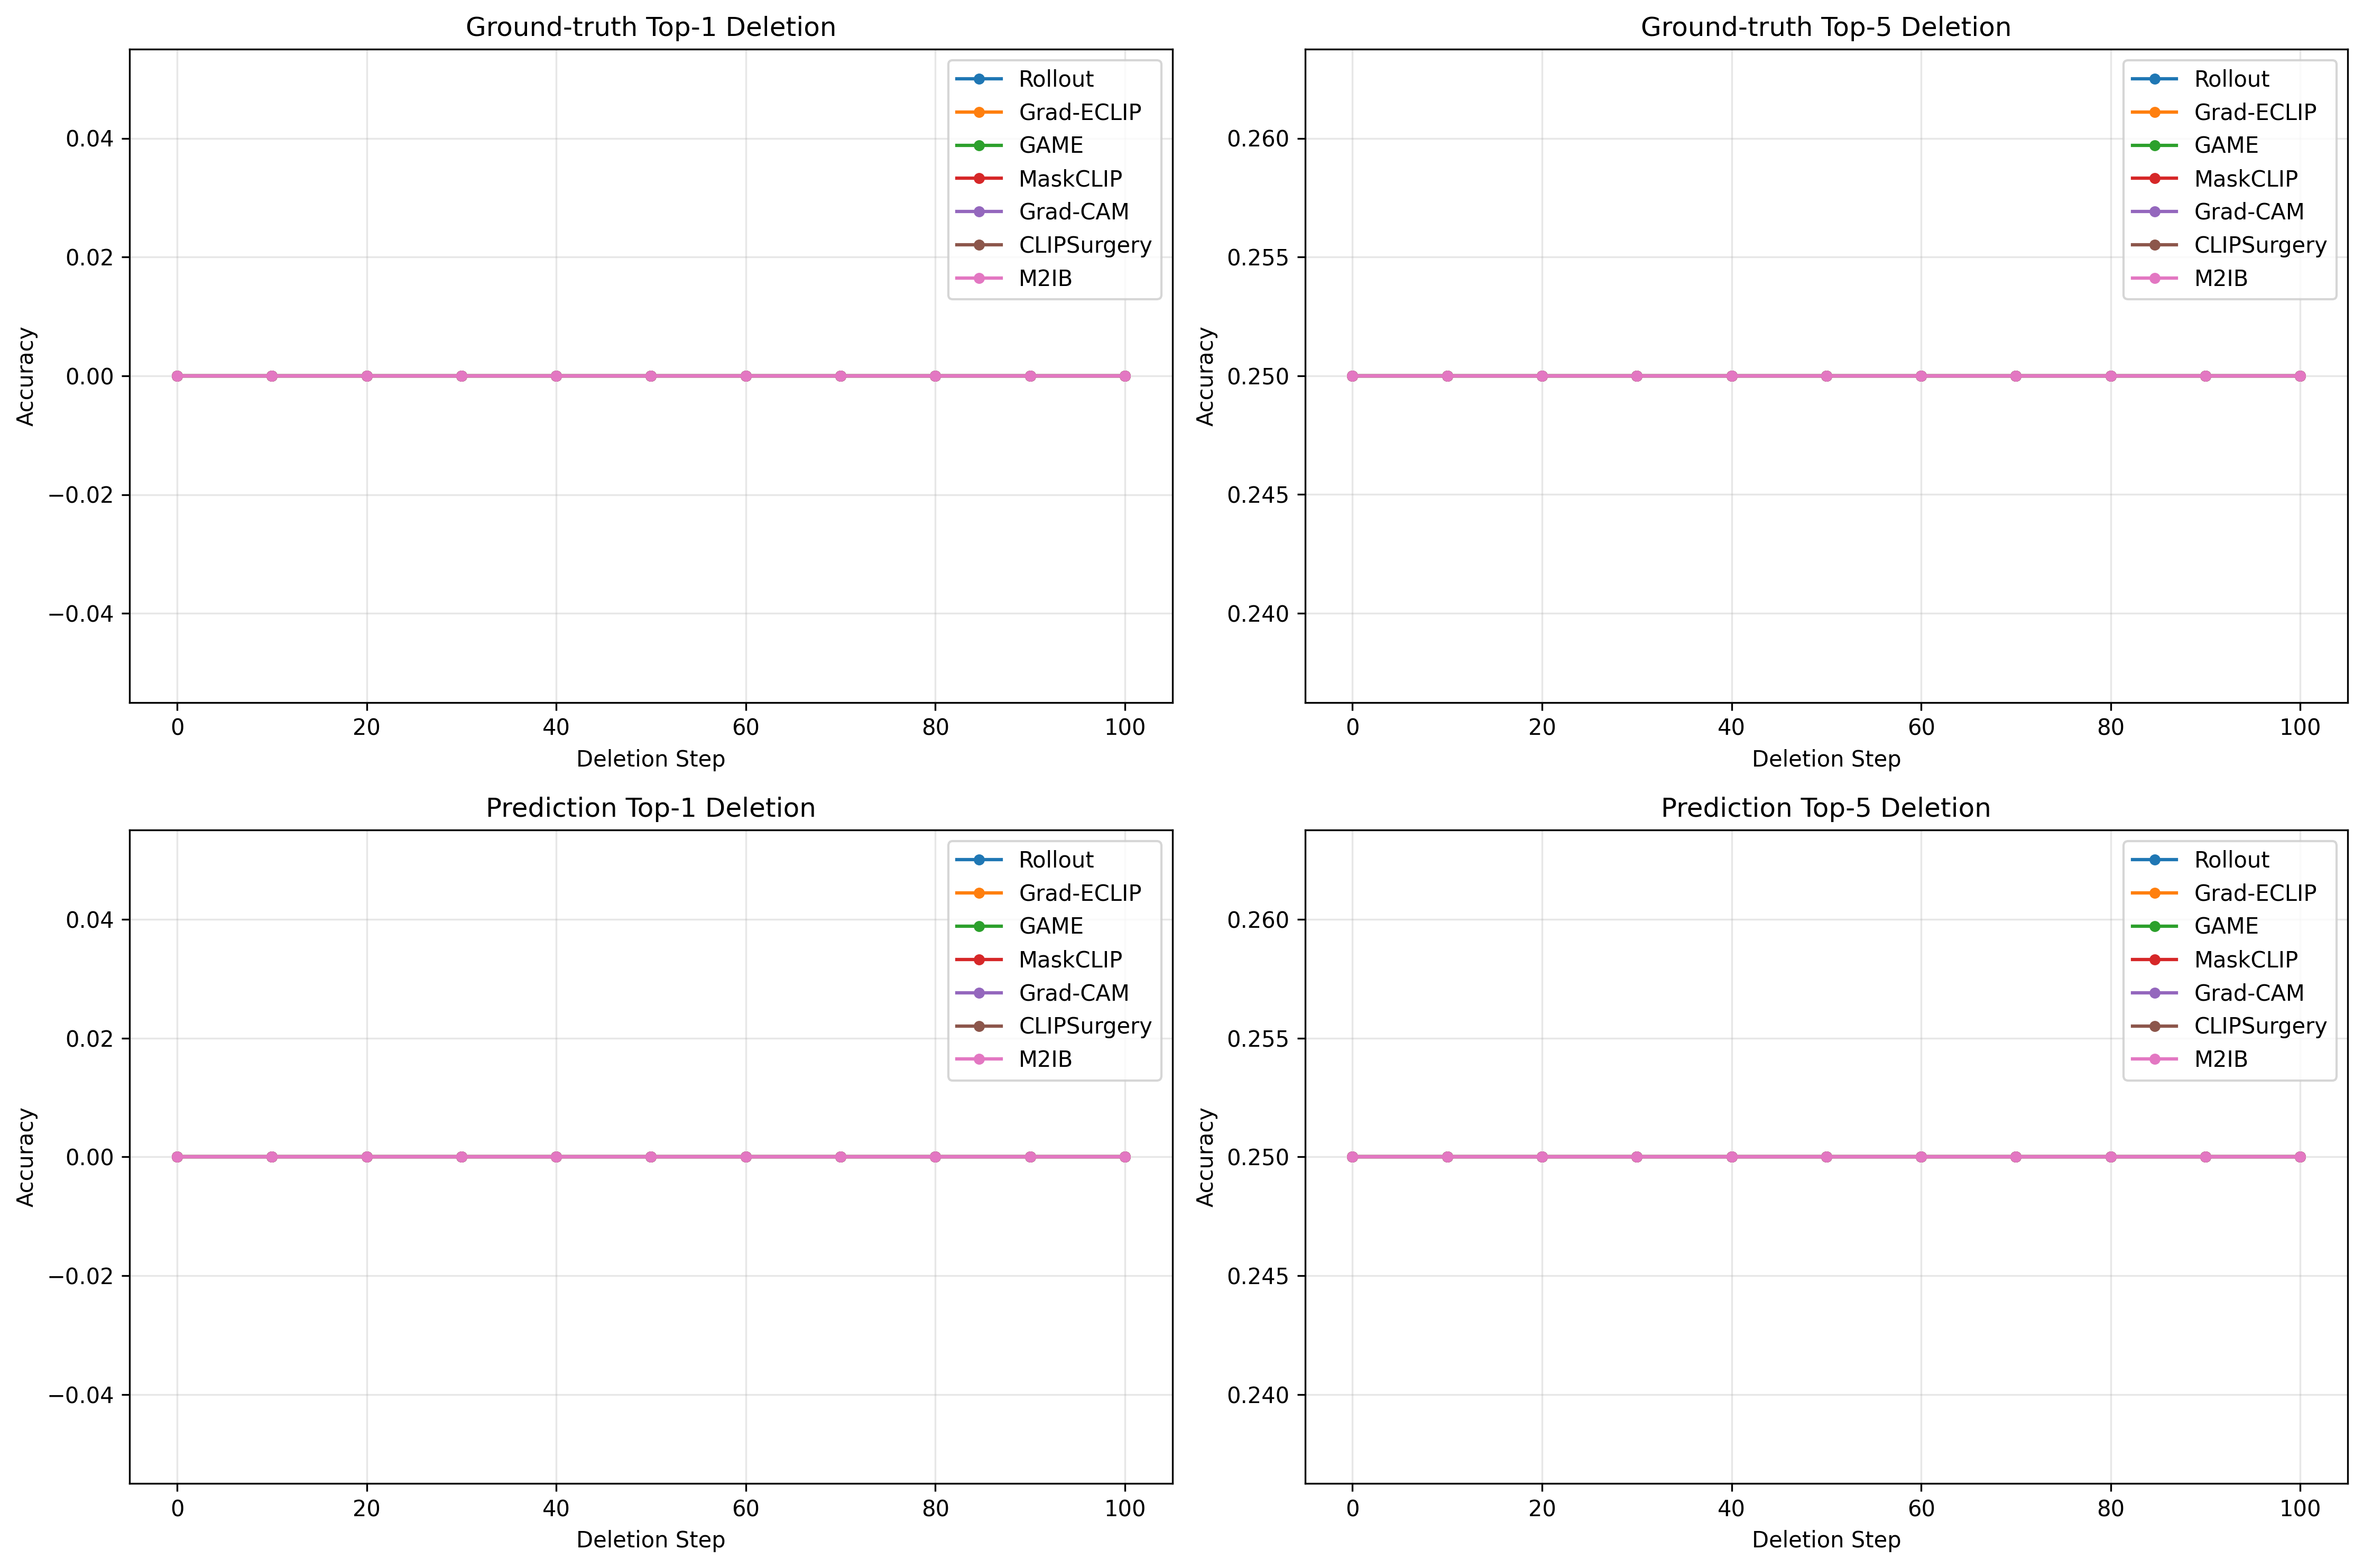 Ground-truth Top-1 Deletion
Accuracy
0.04
0.02
0.00
−0.02
−0.04
0 20 40 60 80 100
Deletion Step
Rollout
Grad-ECLIP
GAME
MaskCLIP
Grad-CAM
CLIPSurgery
M2IB
Ground-truth Top-5 Deletion
Accuracy
0.260
0.255
0.250
0.245
0.240
0 20 40 60 80 100
Deletion Step
Rollout
Grad-ECLIP
GAME
MaskCLIP
Grad-CAM
CLIPSurgery
M2IB
Prediction Top-1 Deletion
Accuracy
0.04
0.02
0.00
−0.02
−0.04
0 20 40 60 80 100
Deletion Step
Rollout
Grad-ECLIP
GAME
MaskCLIP
Grad-CAM
CLIPSurgery
M2IB
Prediction Top-5 Deletion
Accuracy
0.260
0.255
0.250
0.245
0.240
0 20 40 60 80 100
Deletion Step
Rollout
Grad-ECLIP
GAME
MaskCLIP
Grad-CAM
CLIPSurgery
M2IB